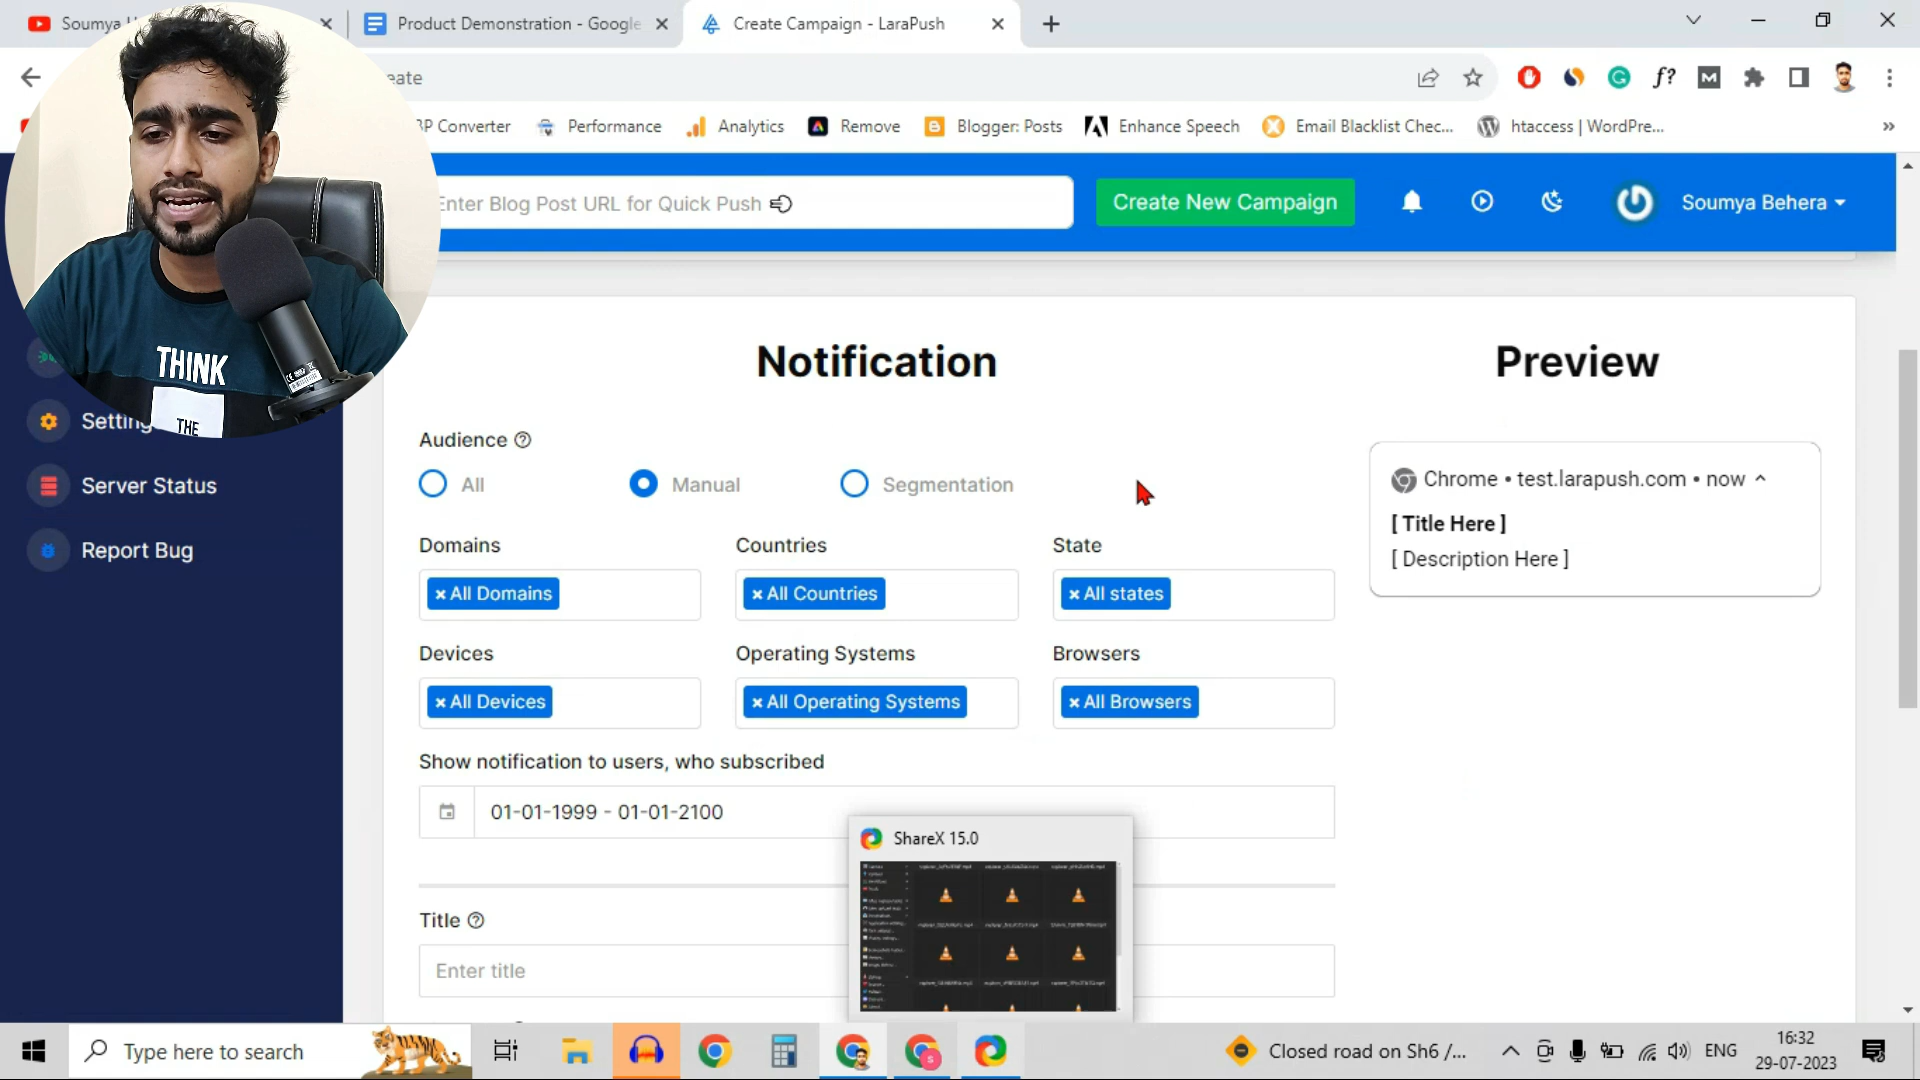 Soumya
Product Demonstration - Google
Create Campaign - LaraPush
eate
BP Converter
Performance
Analytics
Remove
Blogger: Posts
Enhance Speech
Email Blacklist Chec...
htaccess | WordPre...
Enter Blog Post URL for Quick Push
Create New Campaign
Soumya Behera
THINK
THE
Setting
Server Status
Report Bug
Notification
Preview
Audience
All
Manual
Segmentation
Chrome • test.larapush.com • now
[ Title Here ]
[ Description Here ]
Domains
Countries
State
×All Domains
×All Countries
×All states
Devices
Operating Systems
Browsers
×All Devices
×All Operating Systems
×All Browsers
Show notification to users, who subscribed
01-01-1999 - 01-01-2100
ShareX 15.0
Title
Enter title
Type here to search
Closed road on Sh6 /...
ENG
16:32
29-07-2023